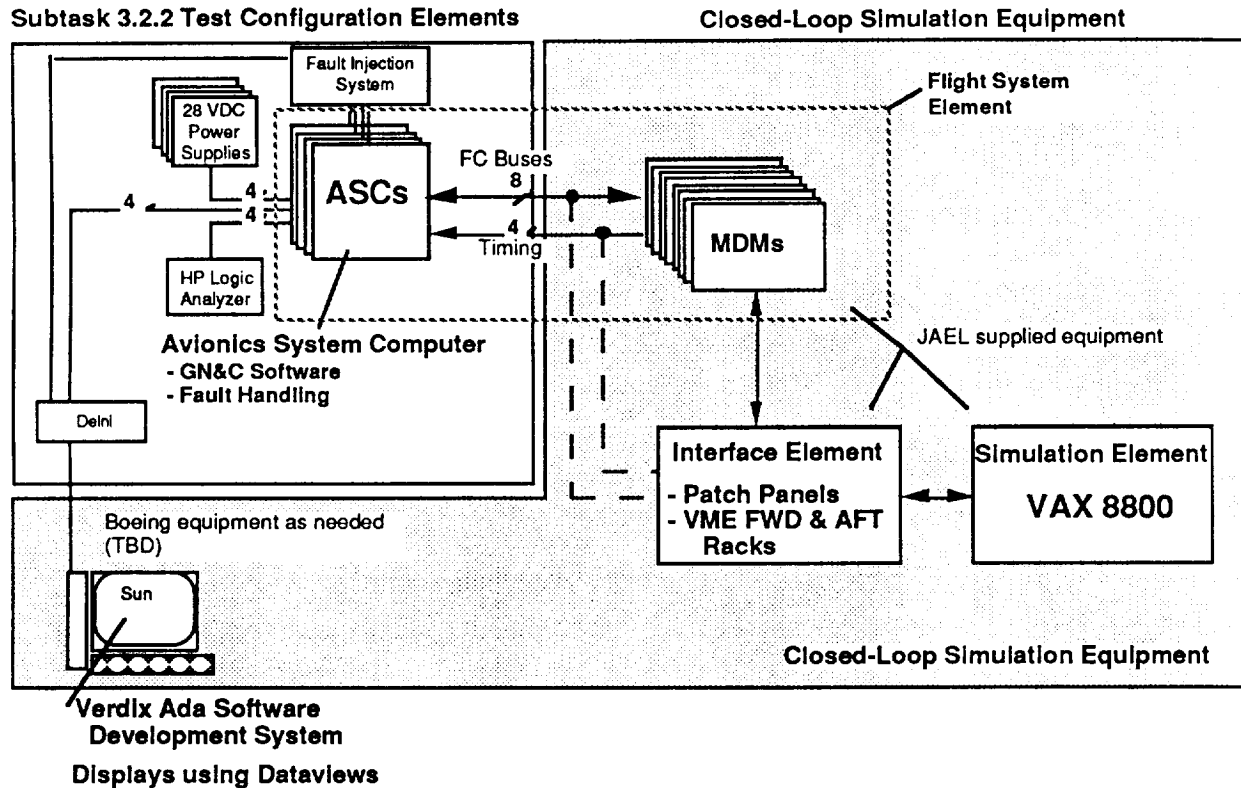 Subtask 3.2.2 Test Configuration Elements
Closed-Loop Simulation Equipment
Fault Injection
System
Flight System
Element
28 VDC
Power
Supplies
FC Buses
8
ASCs
4
4
4
4
Timing
MDMs
HP Logic
Analyzer
JAEL supplied equipment
Avionics System Computer
- GN&C Software
- Fault Handling
Delni
Interface Element
- Patch Panels
- VME FWD & AFT
Racks
Simulation Element
VAX 8800
Boeing equipment as needed
(TBD)
Sun
Closed-Loop Simulation Equipment
Verdix Ada Software
Development System
Displays using Dataviews